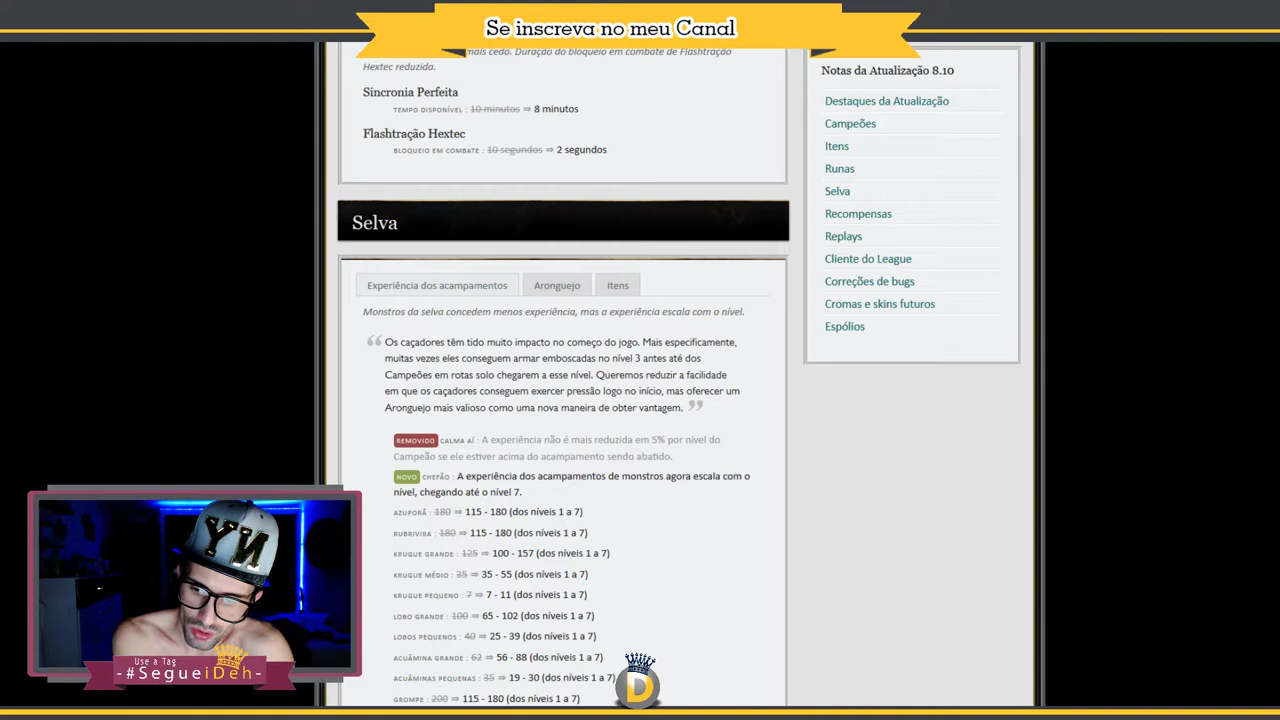 Se inscreva no meu Canal
mais cedo. Duração do bloqueio em combate de Flashtração
Hextec reduzida.
Sincronia Perfeita
TEMPO DISPONÍVEL : 10 minutos ⇒ 8 minutos
Flashtração Hextec
BLOQUEIO EM COMBATE : 10 segundos ⇒ 2 segundos
Selva
Experiência dos acampamentos
Aronguejo
Itens
Monstros da selva concedem menos experiência, mas a experiência escala com o nível.
“ Os caçadores têm tido muito impacto no começo do jogo. Mais especificamente,
muitas vezes eles conseguem armar emboscadas no nível 3 antes até dos
Campeões em rotas solo chegarem a esse nível. Queremos reduzir a facilidade
em que os caçadores conseguem exercer pressão logo no início, mas oferecer um
Aronguejo mais valioso como uma nova maneira de obter vantagem. ”
REMOVIDO CALMA AÍ : A experiência não é mais reduzida em 5% por nível do
Campeão se ele estiver acima do acampamento sendo abatido.
NOVO CHEFÃO : A experiência dos acampamentos de monstros agora escala com o
nível, chegando até o nível 7.
AZUPORÃ : 180 ⇒ 115 - 180 (dos níveis 1 a 7)
RUBRIVIRA : 180 ⇒ 115 - 180 (dos níveis 1 a 7)
KRUGUE GRANDE : 125 ⇒ 100 - 157 (dos níveis 1 a 7)
KRUGUE MÉDIO : 35 ⇒ 35 - 55 (dos níveis 1 a 7)
KRUGUE PEQUENO : 7 ⇒ 7 - 11 (dos níveis 1 a 7)
LOBO GRANDE : 100 ⇒ 65 - 102 (dos níveis 1 a 7)
LOBOS PEQUENOS : 40 ⇒ 25 - 39 (dos níveis 1 a 7)
ACUÂMINA GRANDE : 62 ⇒ 56 - 88 (dos níveis 1 a 7)
ACUÂMINAS PEQUENAS : 35 ⇒ 19 - 30 (dos níveis 1 a 7)
GROMPE : 200 ⇒ 115 - 180 (dos níveis 1 a 7)
Notas da Atualização 8.10
Destaques da Atualização
Campeões
Itens
Runas
Selva
Recompensas
Replays
Cliente do League
Correções de bugs
Cromas e skins futuros
Espólios
YN
Use a Tag
-#SegueiDeh-
D